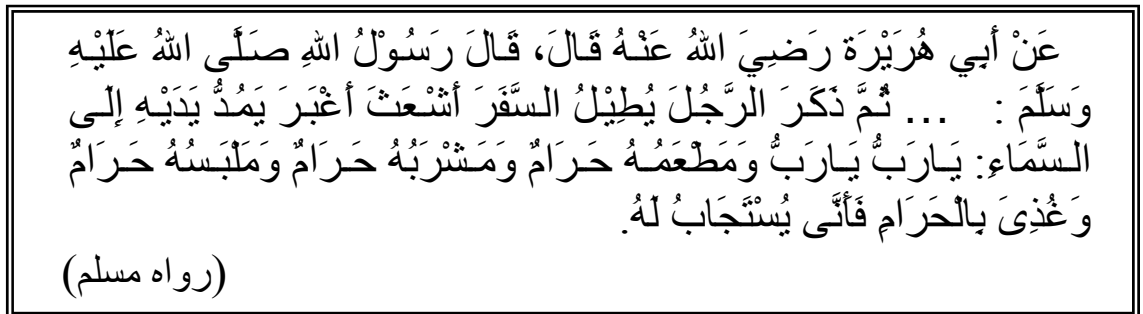 عَنْ أَبِي هُرَيْرَة رَضِيَ اللهُ عَنْهُ قَالَ، قَالَ رَسُوْلُ اللهِ صَلَّى اللهُ عَلَيْهِ
وَسَلَّمَ : ... ثُمَّ ذَكَرَ الرَّجُلَ يُطِيْلُ السَّفَرَ أَشْعَثَ أَغْبَرَ يَمُدُّ يَدَيْهِ إِلَى
السَّمَاءِ: يَارَبُّ يَارَبُّ وَمَطْعَمُهُ حَرَامٌ وَمَشْرَبُهُ حَرَامٌ وَمَلْبَسُهُ حَرَامٌ
وَغُذِىَ بِالْحَرَامِ فَأَنَّى يُسْتَجَابُ لَهُ.
(رواه مسلم)